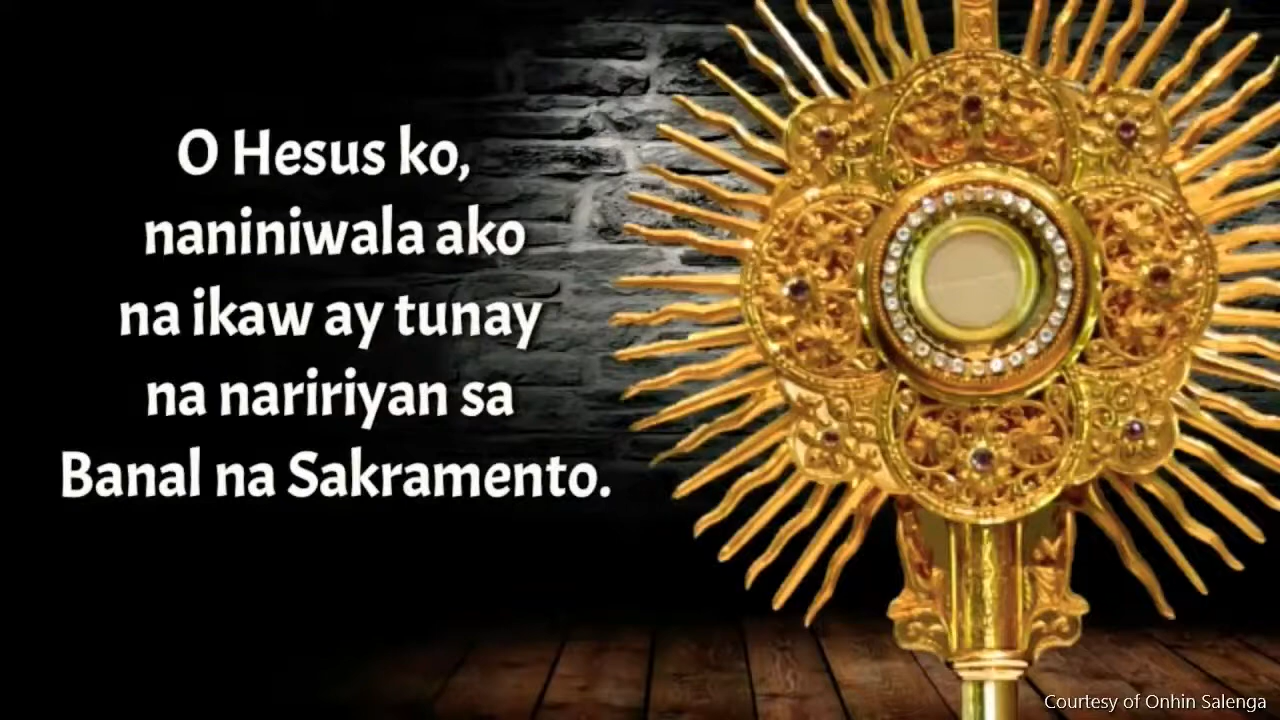 O Hesus ko,
naniniwala ako
na ikaw ay tunay
na naririyan sa
Banal na Sakramento.
Courtesy of Onhin Salenga